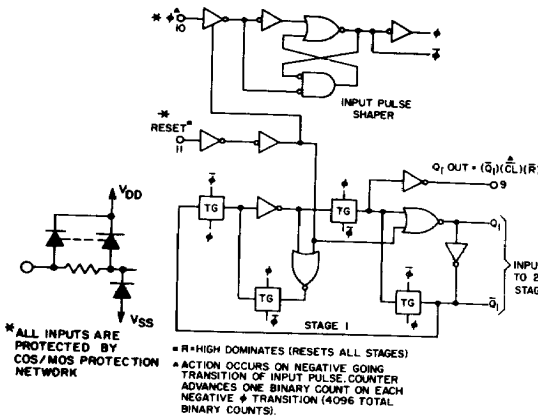 * ϕ▲
10
ϕ
ϕ̅
INPUT PULSE
SHAPER
*
RESET■
11
Q₁ OUT = (Q̅₁)(C̅L̅)(R̅)
9
ϕ̅
TG
ϕ
ϕ
TG
ϕ̅
Q₁
ϕ
TG
ϕ̅
ϕ̅
TG
ϕ
Q̅₁
INPUT
TO 2
STAG
STAGE 1
VDD
VSS
*ALL INPUTS ARE
PROTECTED BY
COS/MOS PROTECTION
NETWORK
■ R=HIGH DOMINATES (RESETS ALL STAGES)
▲ ACTION OCCURS ON NEGATIVE GOING
TRANSITION OF INPUT PULSE. COUNTER
ADVANCES ONE BINARY COUNT ON EACH
NEGATIVE ϕ TRANSITION (4096 TOTAL
BINARY COUNTS).